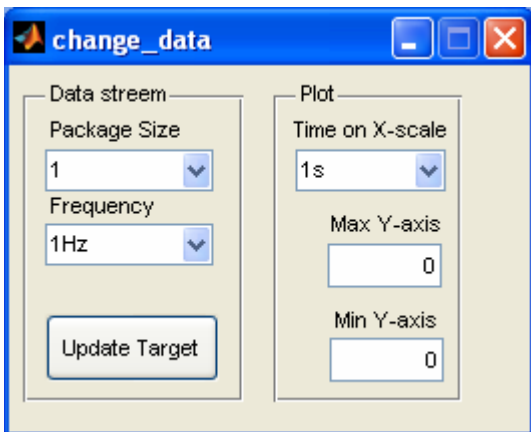 change_data
Data streem
Package Size
1
Frequency
1Hz
Update Target
Plot
Time on X-scale
1s
Max Y-axis
0
Min Y-axis
0